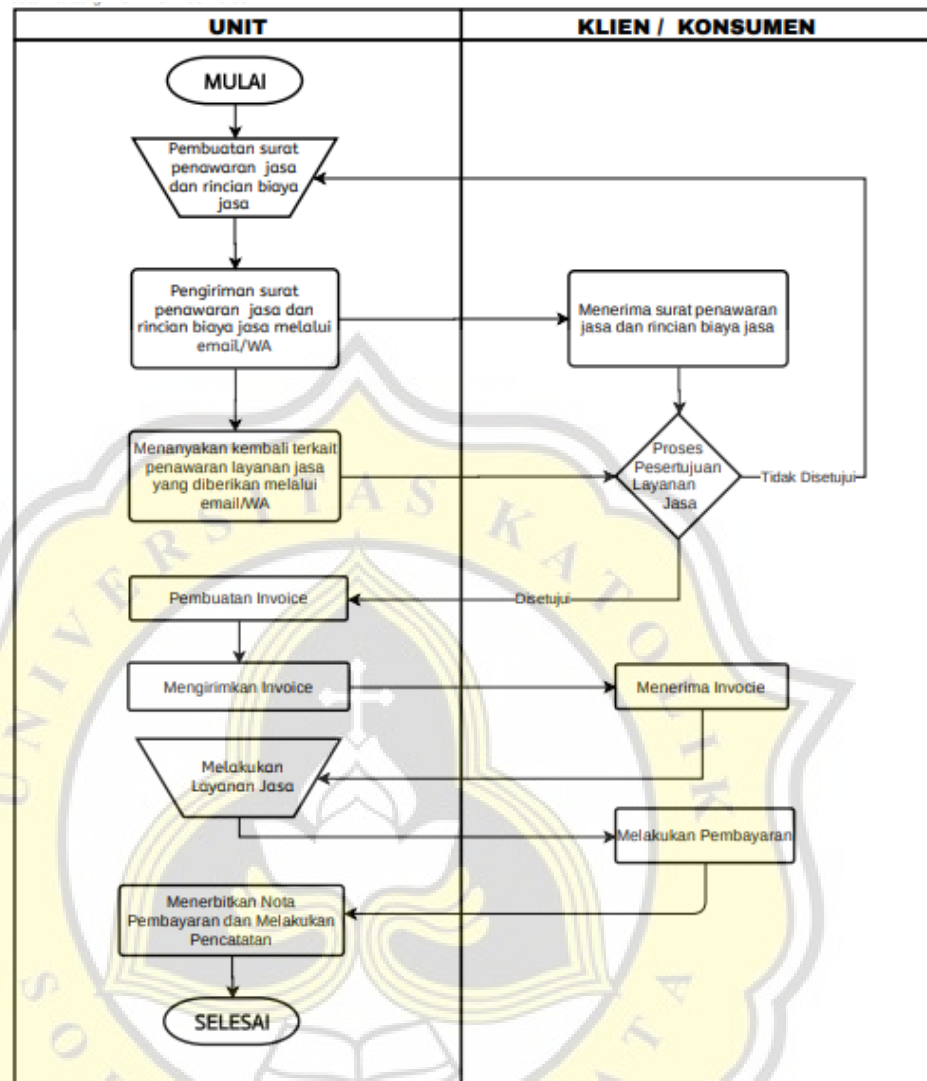 UNIT
KLIEN / KONSUMEN
MULAI
Pembuatan surat
penawaran jasa
dan rincian biaya
jasa
Pengiriman surat
penawaran jasa dan
rincian biaya jasa melalui
email/WA
Menerima surat penawaran
jasa dan rincian biaya jasa
Menanyakan kembali terkait
penawaran layanan jasa
yang diberikan melalui
email/WA
Proses
Pesertujuan
Layanan
Jasa
Tidak Disetujui
Pembuatan Invoice
Disetujui
Mengirimkan Invoice
Menerima Invocie
Melakukan
Layanan Jasa
Melakukan Pembayaran
Menerbitkan Nota
Pembayaran dan Melakukan
Pencatatan
SELESAI
UNIVERSITAS KATOLIK